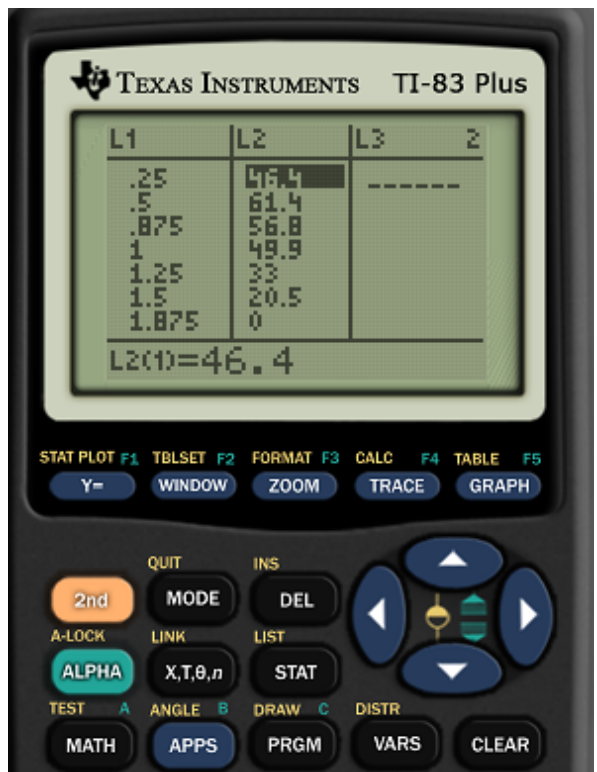 TEXAS INSTRUMENTS TI-83 Plus
L1 L2 L3 2
.25 46.4 ------
.5 61.4
.875 56.8
1 49.9
1.25 33
1.5 20.5
1.875 0
L2(1)=46.4
STAT PLOT F1 TBLSET F2 FORMAT F3 CALC F4 TABLE F5
Y= WINDOW ZOOM TRACE GRAPH
QUIT INS
2nd MODE DEL
A-LOCK LINK LIST
ALPHA X,T,θ,n STAT
TEST A ANGLE B DRAW C DISTR
MATH APPS PRGM VARS CLEAR